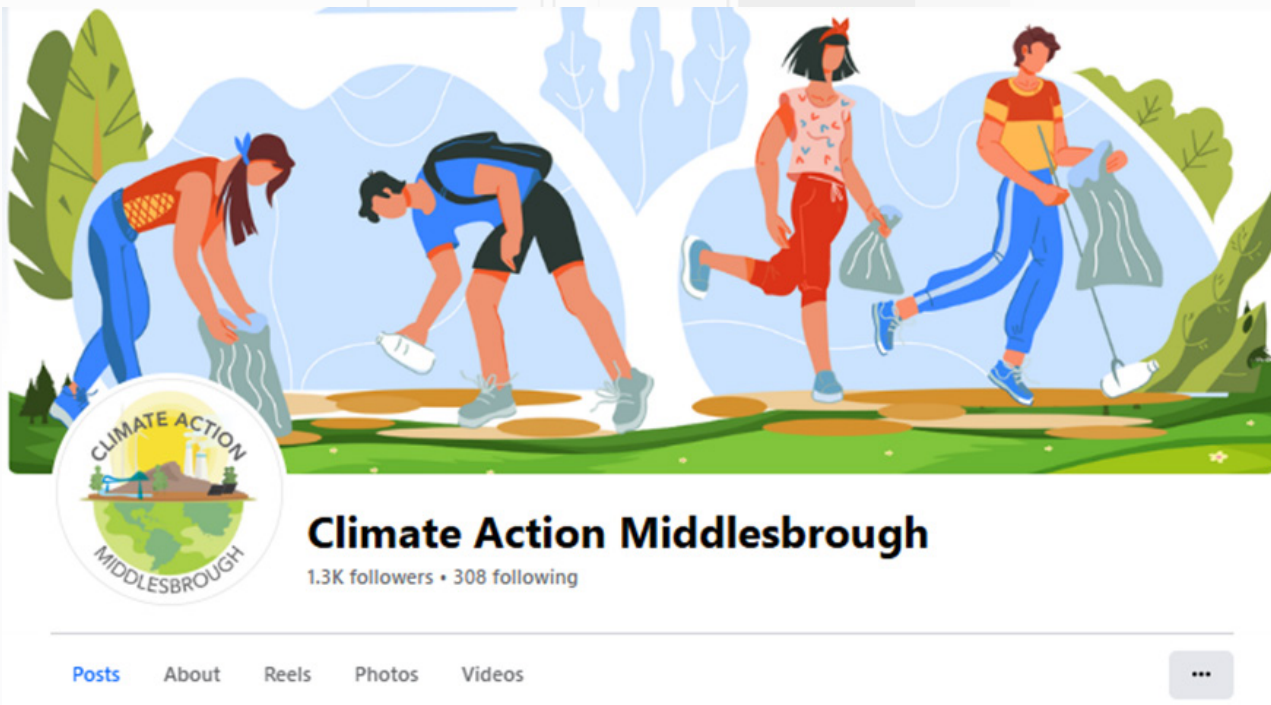 CLIMATE ACTION
MIDDLESBROUGH
Climate Action Middlesbrough
1.3K followers • 308 following
Posts About Reels Photos Videos